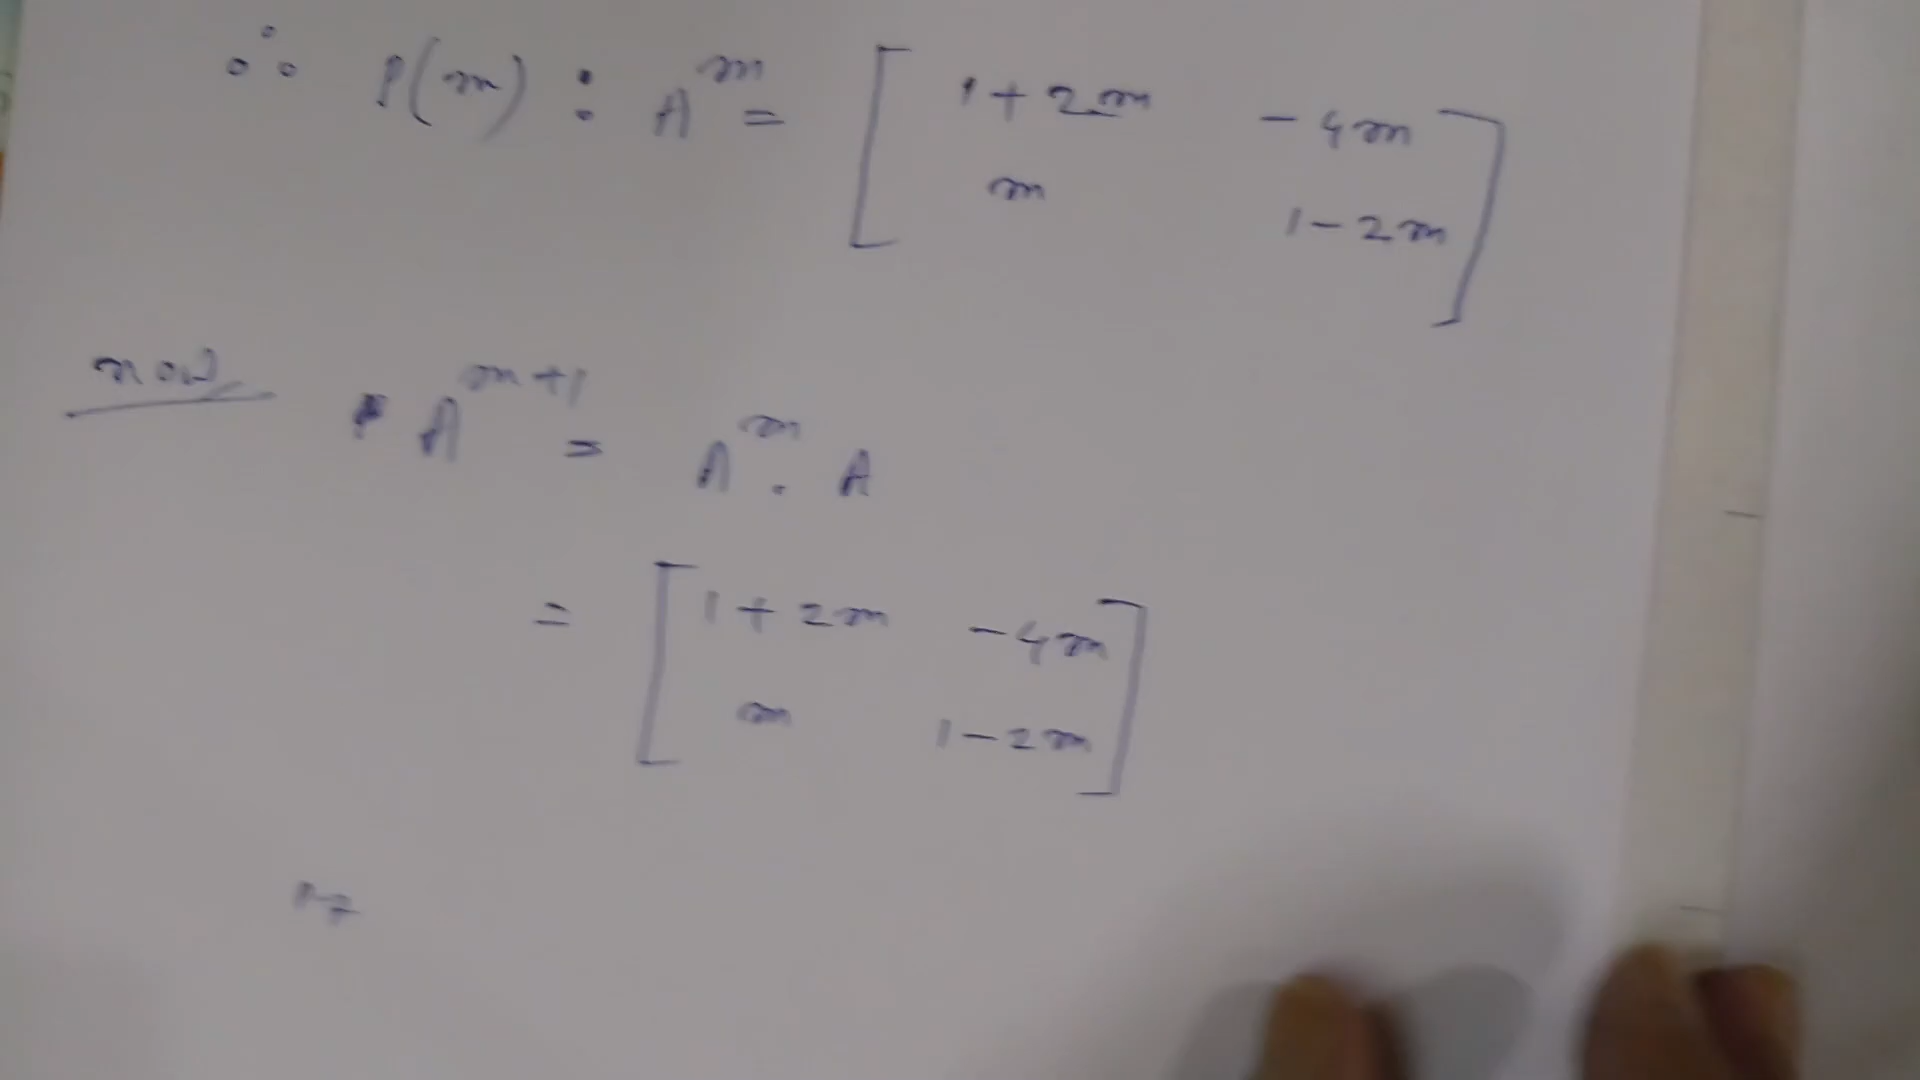 ∴ P(m) : A^m = [ 1+2m  -4m
m  1-2m ]
now A^{m+1} = A^m . A
= [ 1+2m  -4m
m  1-2m ]